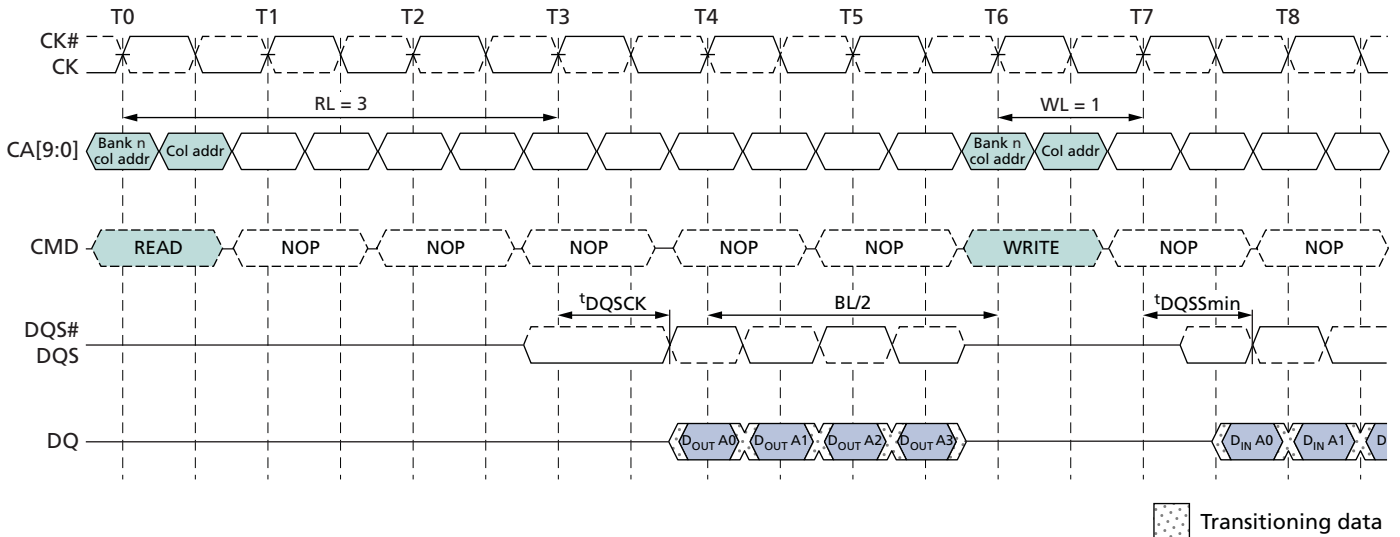 T0 T1 T2 T3 T4 T5 T6 T7 T8
CK#
CK
RL = 3 WL = 1
CA[9:0] Bank n col addr Col addr Bank n col addr Col addr
CMD READ NOP NOP NOP NOP NOP WRITE NOP NOP
tDQSCK BL/2 tDQSSmin
DQS#
DQS
DQ DOUT A0 DOUT A1 DOUT A2 DOUT A3 DIN A0 DIN A1 D
Transitioning data